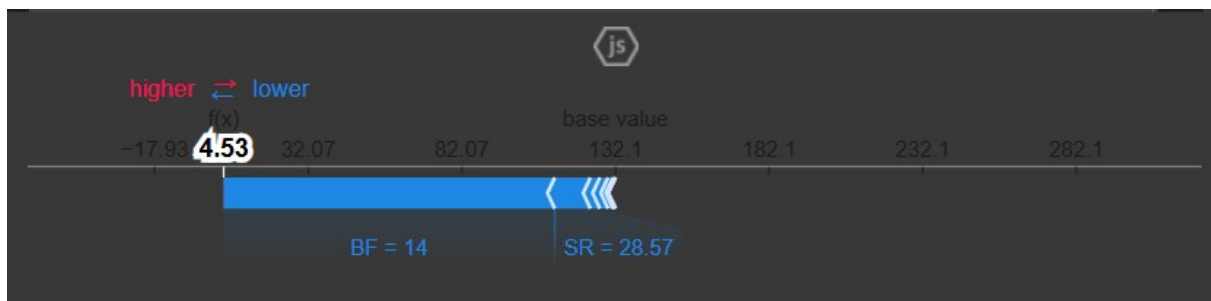 js
higher lower
f(x) base value
−17.93 4.53 32.07 82.07 132.1 182.1 232.1 282.1
BF = 14 SR = 28.57